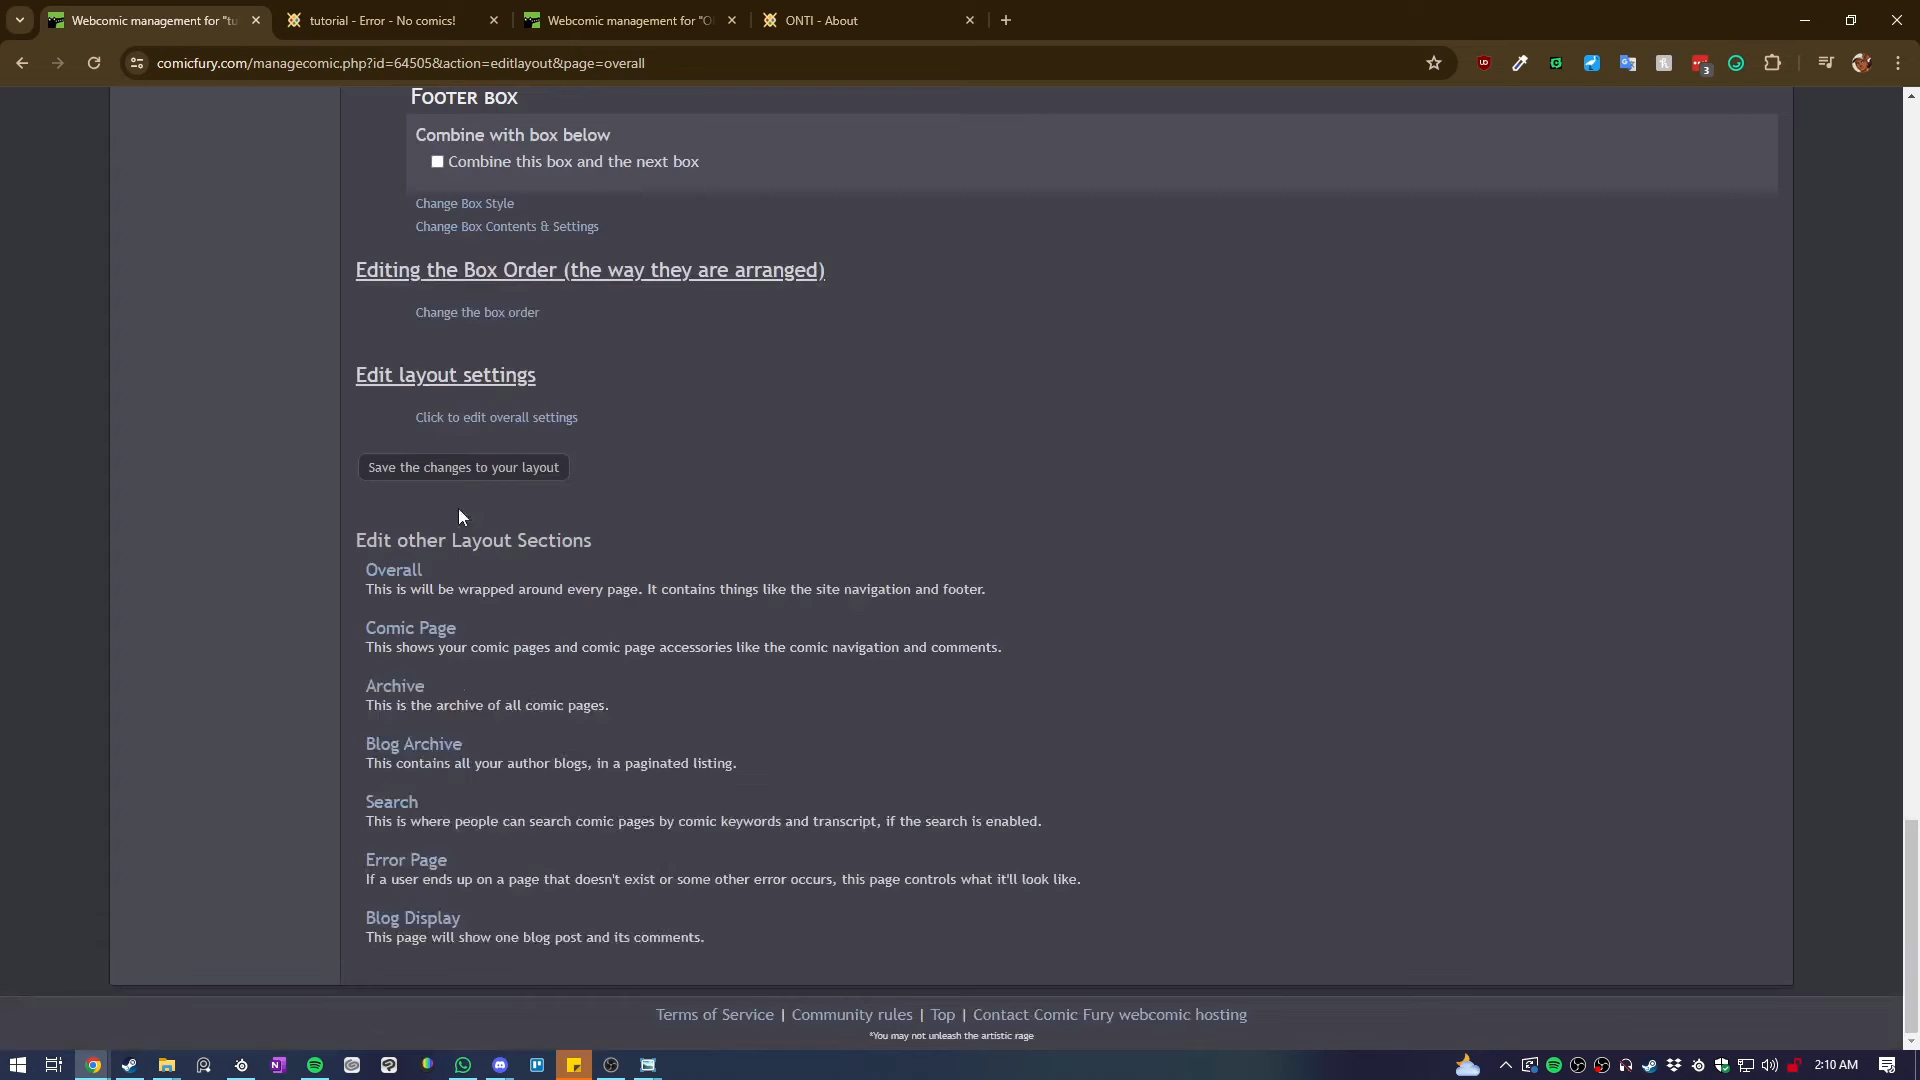 Webcomic management for "tu
tutorial - Error - No comics!
Webcomic management for "O
ONTI - About
comicfury.com/managecomic.php?id=64505&action=editlayout&page=overall
3
Footer box
Combine with box below
Combine this box and the next box
Change Box Style
Change Box Contents & Settings
Editing the Box Order (the way they are arranged)
Change the box order
Edit layout settings
Click to edit overall settings
Save the changes to your layout
Edit other Layout Sections
Overall
This is will be wrapped around every page. It contains things like the site navigation and footer.
Comic Page
This shows your comic pages and comic page accessories like the comic navigation and comments.
Archive
This is the archive of all comic pages.
Blog Archive
This contains all your author blogs, in a paginated listing.
Search
This is where people can search comic pages by comic keywords and transcript, if the search is enabled.
Error Page
If a user ends up on a page that doesn't exist or some other error occurs, this page controls what it'll look like.
Blog Display
This page will show one blog post and its comments.
Terms of Service | Community rules | Top | Contact Comic Fury webcomic hosting
*You may not unleash the artistic rage
2:10 AM